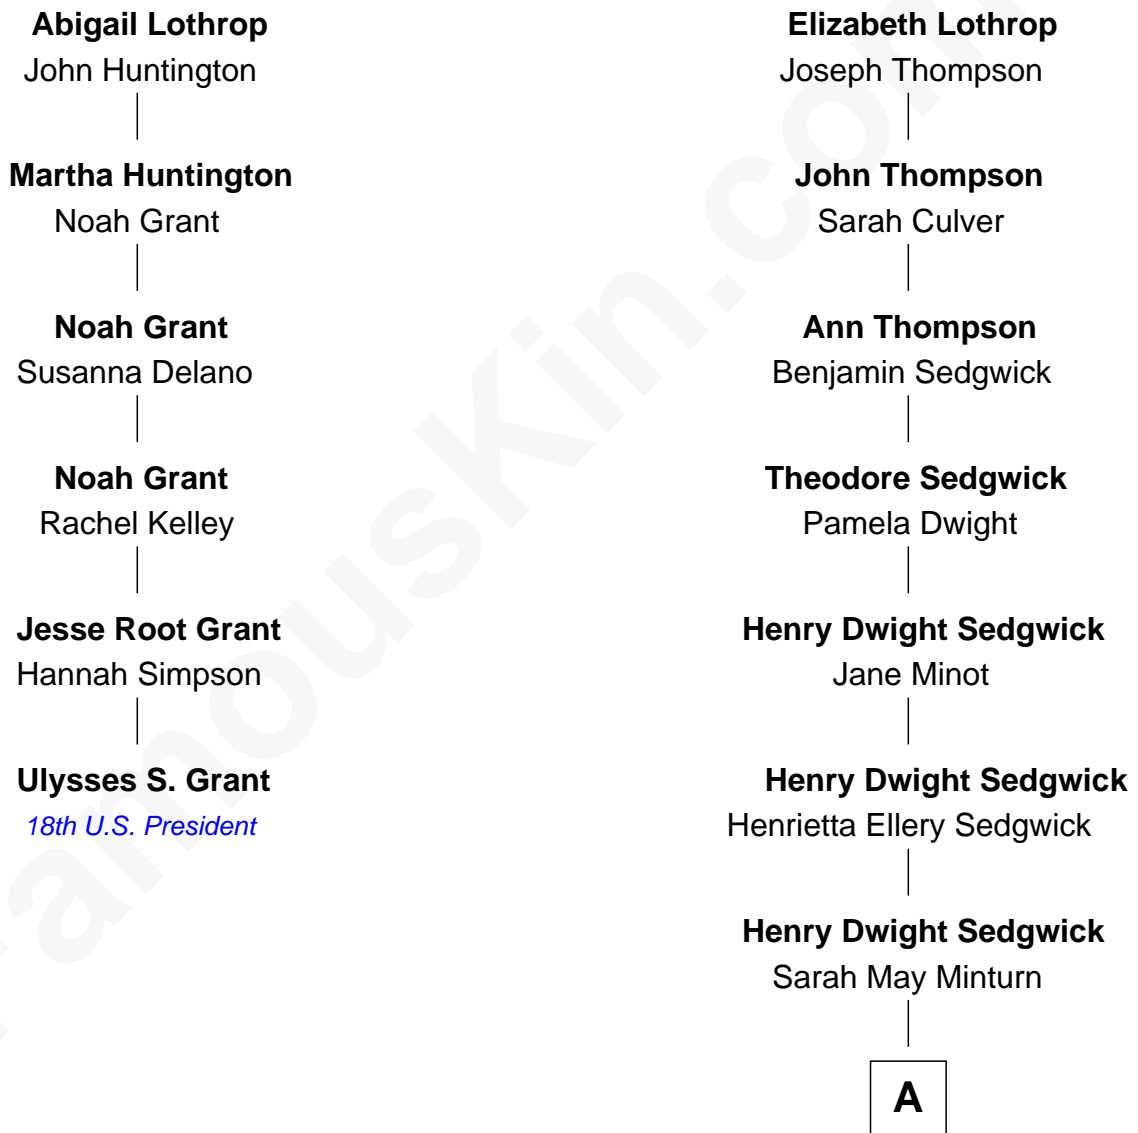 Abigail Lothrop
John Huntington
Martha Huntington
Noah Grant
Noah Grant
Susanna Delano
Noah Grant
Rachel Kelley
Jesse Root Grant
Hannah Simpson
Ulysses S. Grant
18th U.S. President
Elizabeth Lothrop
Joseph Thompson
John Thompson
Sarah Culver
Ann Thompson
Benjamin Sedgwick
Theodore Sedgwick
Pamela Dwight
Henry Dwight Sedgwick
Jane Minot
Henry Dwight Sedgwick
Henrietta Ellery Sedgwick
Henry Dwight Sedgwick
Sarah May Minturn
A
FamousKin.com